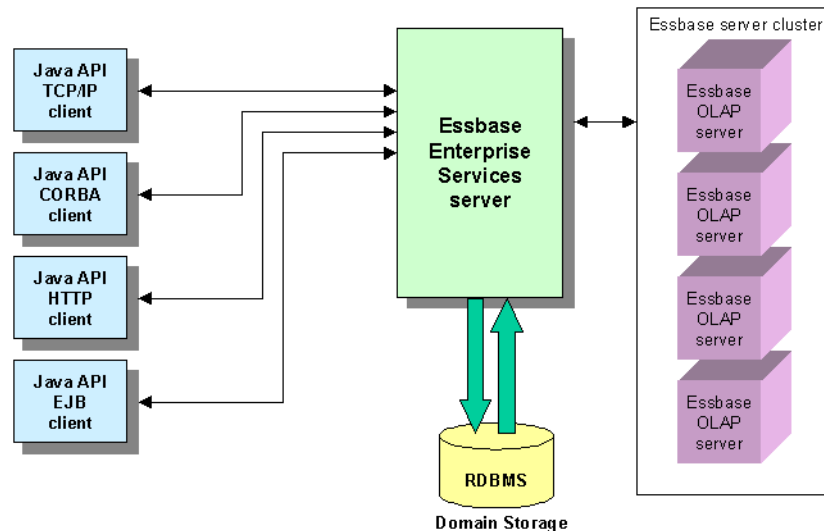 Essbase server cluster
Java API
TCP/IP
client
Java API
CORBA
client
Java API
HTTP
client
Java API
EJB
client
Essbase
Enterprise
Services
server
Essbase
OLAP
server
Essbase
OLAP
server
Essbase
OLAP
server
Essbase
OLAP
server
RDBMS
Domain Storage